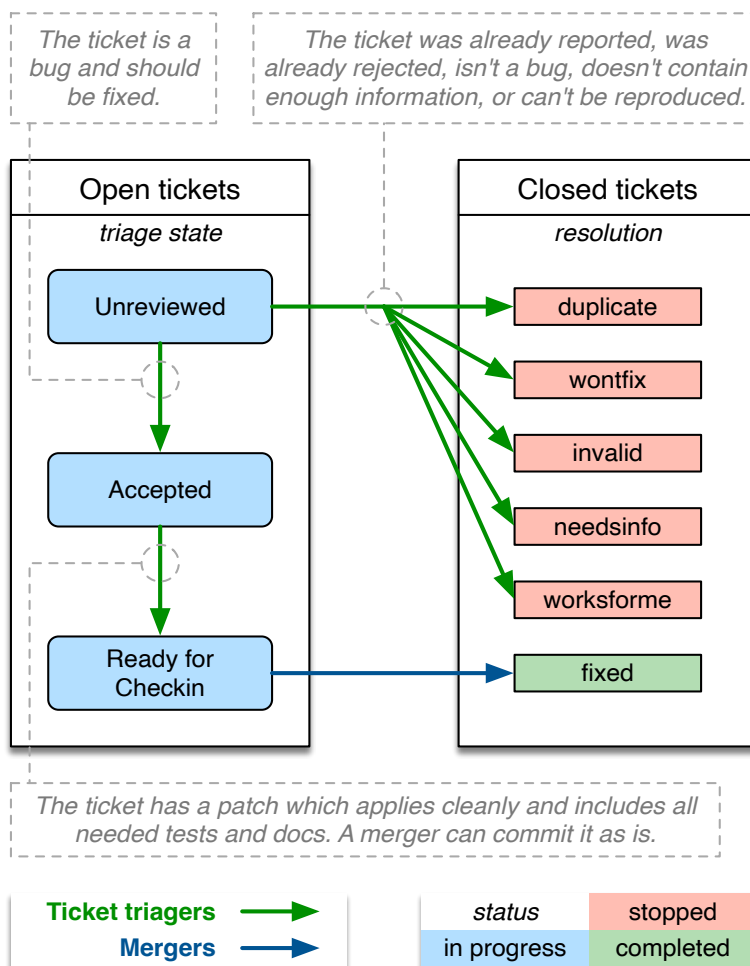 The ticket is a
bug and should
be fixed.
The ticket was already reported, was
already rejected, isn't a bug, doesn't contain
enough information, or can't be reproduced.
Open tickets
triage state
Unreviewed
Accepted
Ready for
Checkin
Closed tickets
resolution
duplicate
wontfix
invalid
needsinfo
worksforme
fixed
The ticket has a patch which applies cleanly and includes all
needed tests and docs. A merger can commit it as is.
Ticket triagers
Mergers
status
stopped
in progress
completed